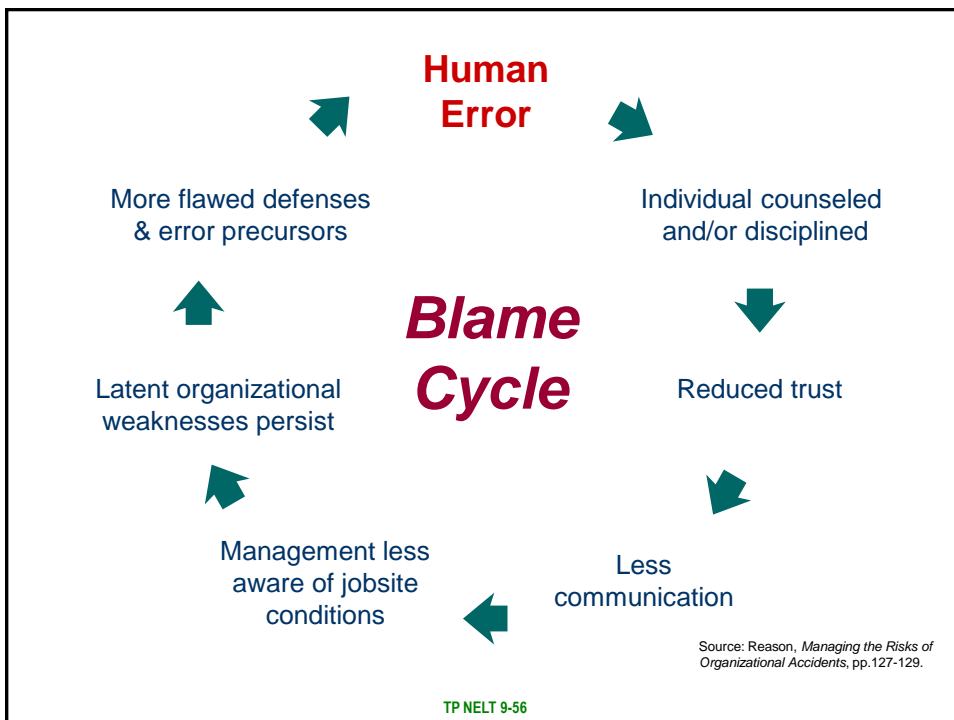 Human
Error
Individual counseled
and/or disciplined
Reduced trust
Less
communication
Management less
aware of jobsite
conditions
Latent organizational
weaknesses persist
More flawed defenses
& error precursors
Blame
Cycle
Source: Reason, Managing the Risks of
Organizational Accidents, pp.127-129.
TP NELT 9-56